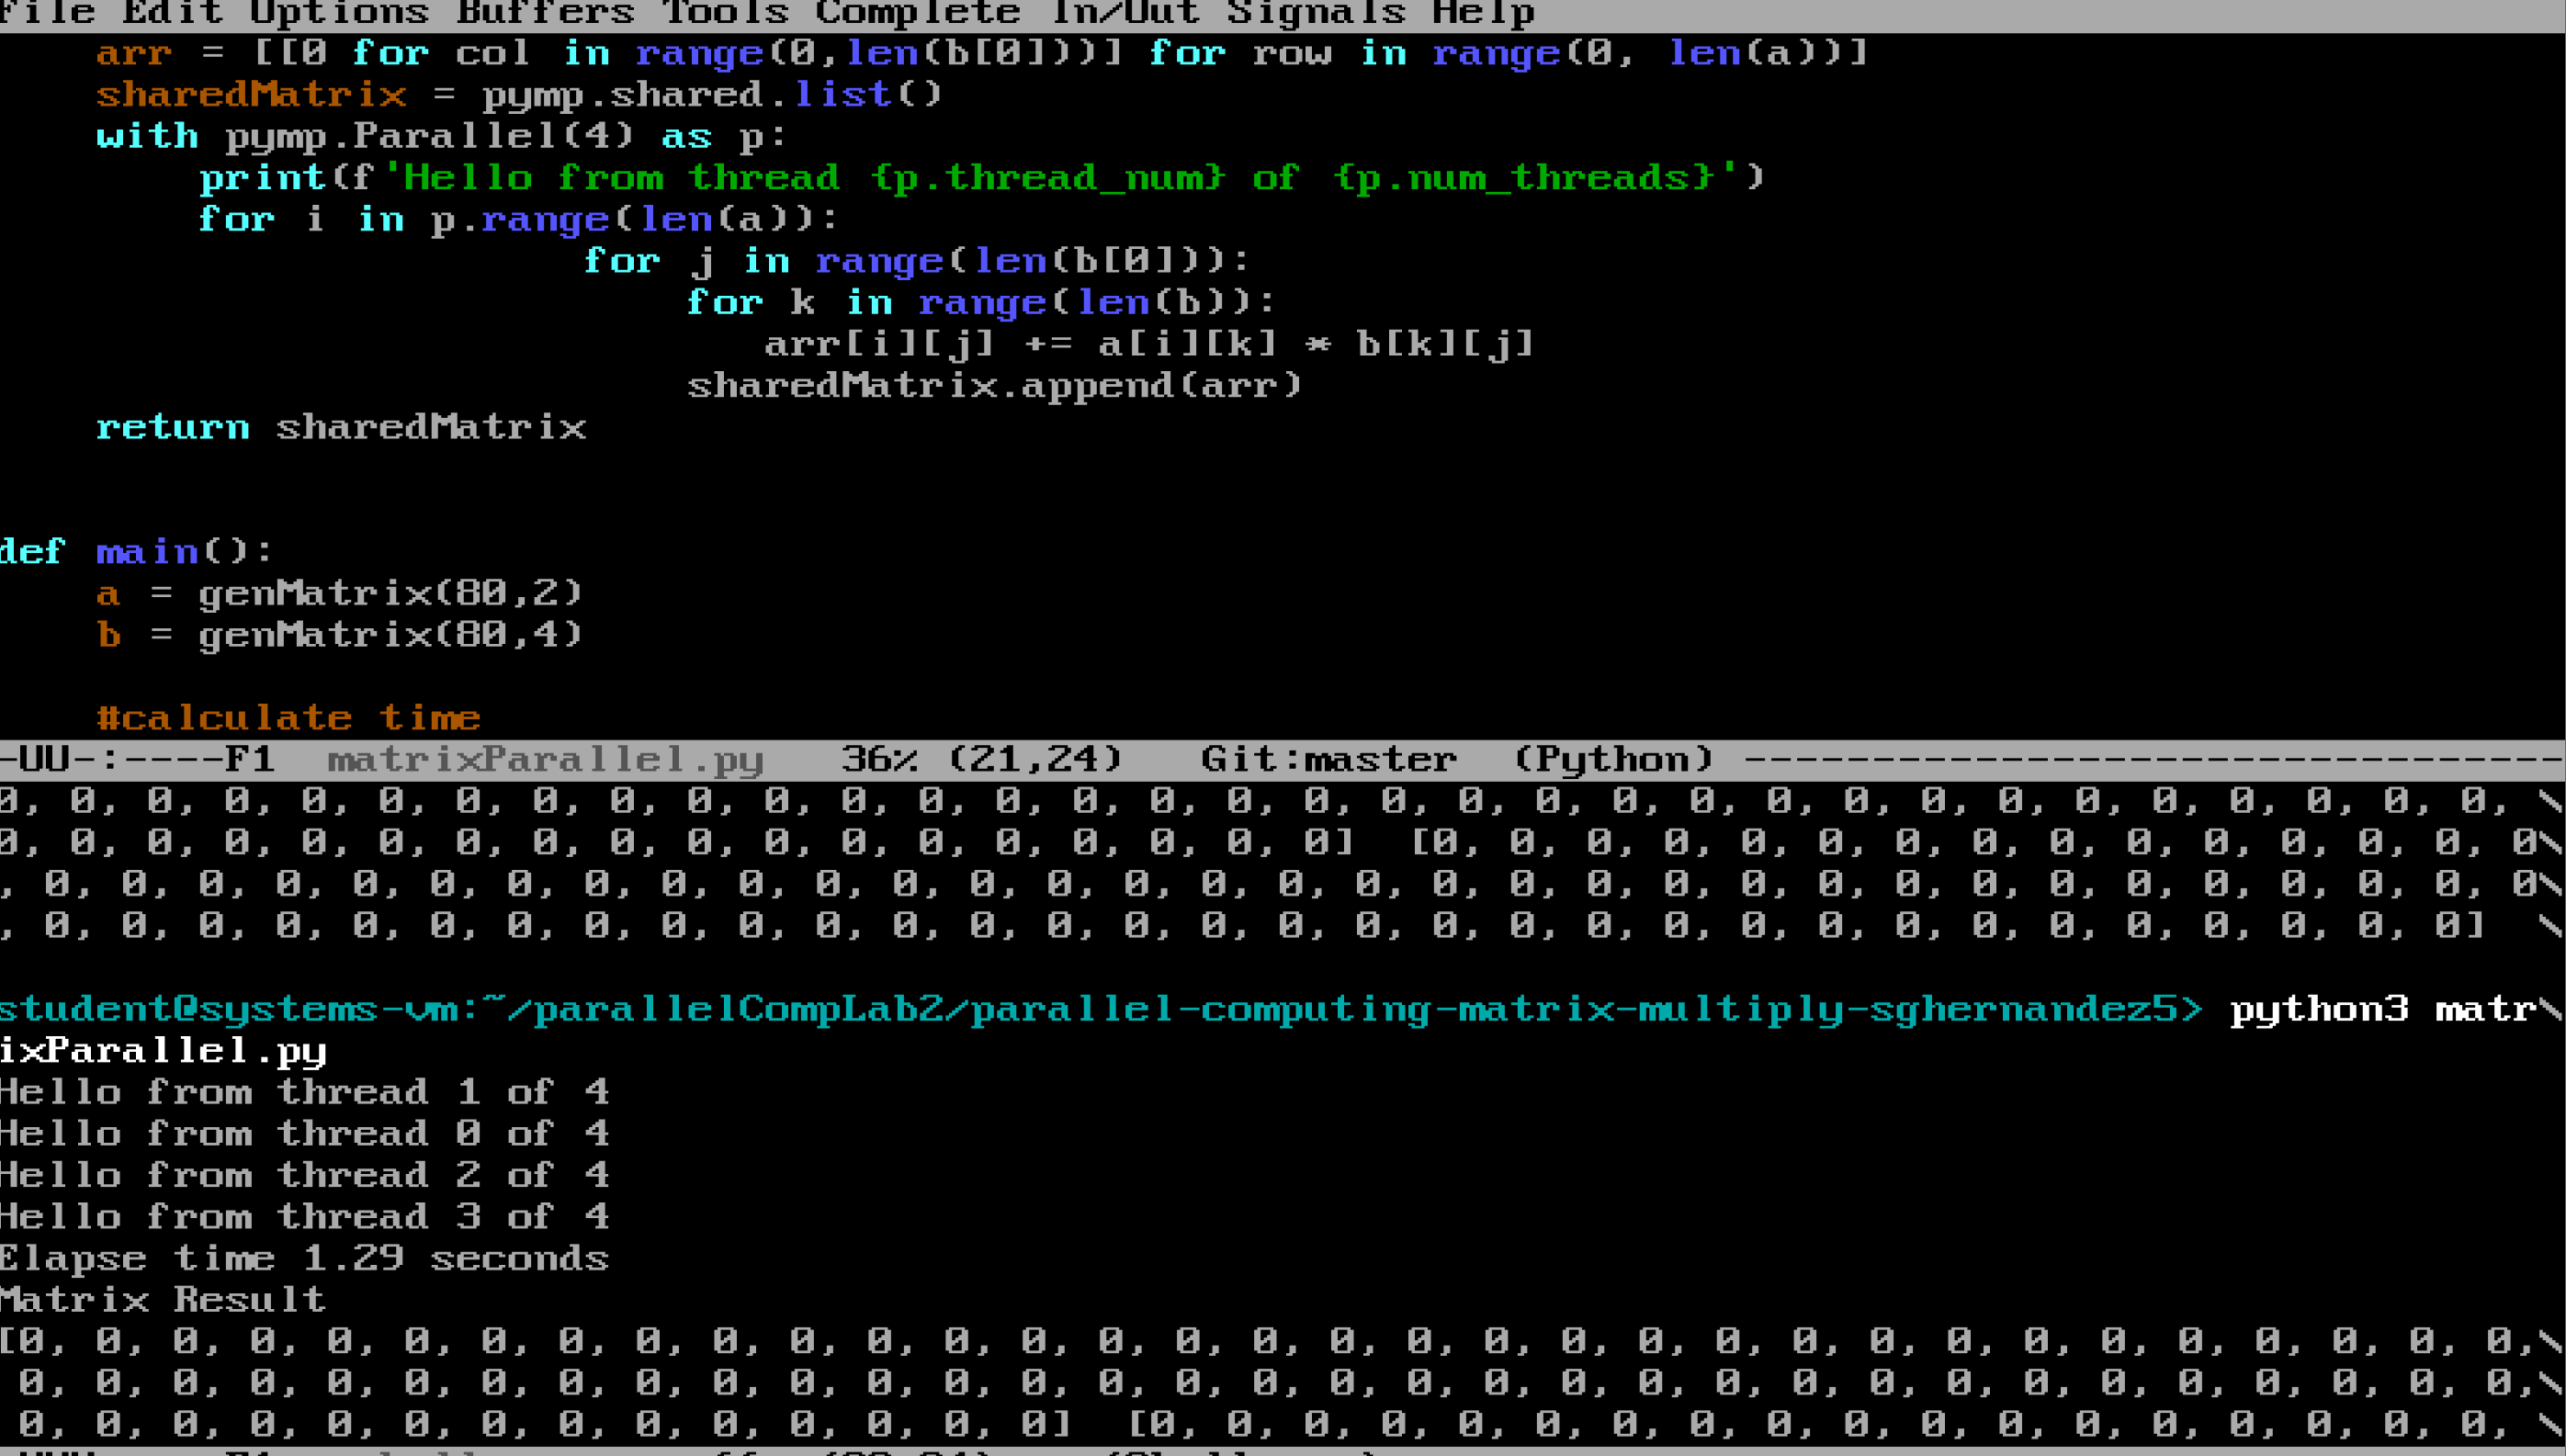 File Edit Options Buffers Tools Complete In/Out Signals Help
arr = [[0 for col in range(0,len(b[0]))] for row in range(0, len(a))]
sharedMatrix = pymp.shared.list()
with pymp.Parallel(4) as p:
print(f'Hello from thread {p.thread_num} of {p.num_threads}')
for i in p.range(len(a)):
for j in range(len(b[0])):
for k in range(len(b)):
arr[i][j] += a[i][k] * b[k][j]
sharedMatrix.append(arr)
return sharedMatrix
def main():
a = genMatrix(80,2)
b = genMatrix(80,4)
#calculate time
-UU-:----F1 matrixParallel.py 36% (21,24) Git:master (Python) --------------------------------
0, 0, 0, 0, 0, 0, 0, 0, 0, 0, 0, 0, 0, 0, 0, 0, 0, 0, 0, 0, 0, 0, 0, 0, 0, 0, 0, 0, 0, 0, 0, 0, 0, \
0, 0, 0, 0, 0, 0, 0, 0, 0, 0, 0, 0, 0, 0, 0, 0, 0, 0] [0, 0, 0, 0, 0, 0, 0, 0, 0, 0, 0, 0, 0, 0, 0\
, 0, 0, 0, 0, 0, 0, 0, 0, 0, 0, 0, 0, 0, 0, 0, 0, 0, 0, 0, 0, 0, 0, 0, 0, 0, 0, 0, 0, 0, 0, 0, 0, 0\
, 0, 0, 0, 0, 0, 0, 0, 0, 0, 0, 0, 0, 0, 0, 0, 0, 0, 0, 0, 0, 0, 0, 0, 0, 0, 0, 0, 0, 0, 0, 0, 0] \
student@systems-vm:~/parallelCompLab2/parallel-computing-matrix-multiply-sghernandez5> python3 matr\
ixParallel.py
Hello from thread 1 of 4
Hello from thread 0 of 4
Hello from thread 2 of 4
Hello from thread 3 of 4
Elapse time 1.29 seconds
Matrix Result
[0, 0, 0, 0, 0, 0, 0, 0, 0, 0, 0, 0, 0, 0, 0, 0, 0, 0, 0, 0, 0, 0, 0, 0, 0, 0, 0, 0, 0, 0, 0, 0, 0,\
0, 0, 0, 0, 0, 0, 0, 0, 0, 0, 0, 0, 0, 0, 0, 0, 0, 0, 0, 0, 0, 0, 0, 0, 0, 0, 0, 0, 0, 0, 0, 0, 0,\
0, 0, 0, 0, 0, 0, 0, 0, 0, 0, 0, 0, 0, 0] [0, 0, 0, 0, 0, 0, 0, 0, 0, 0, 0, 0, 0, 0, 0, 0, 0, 0, \